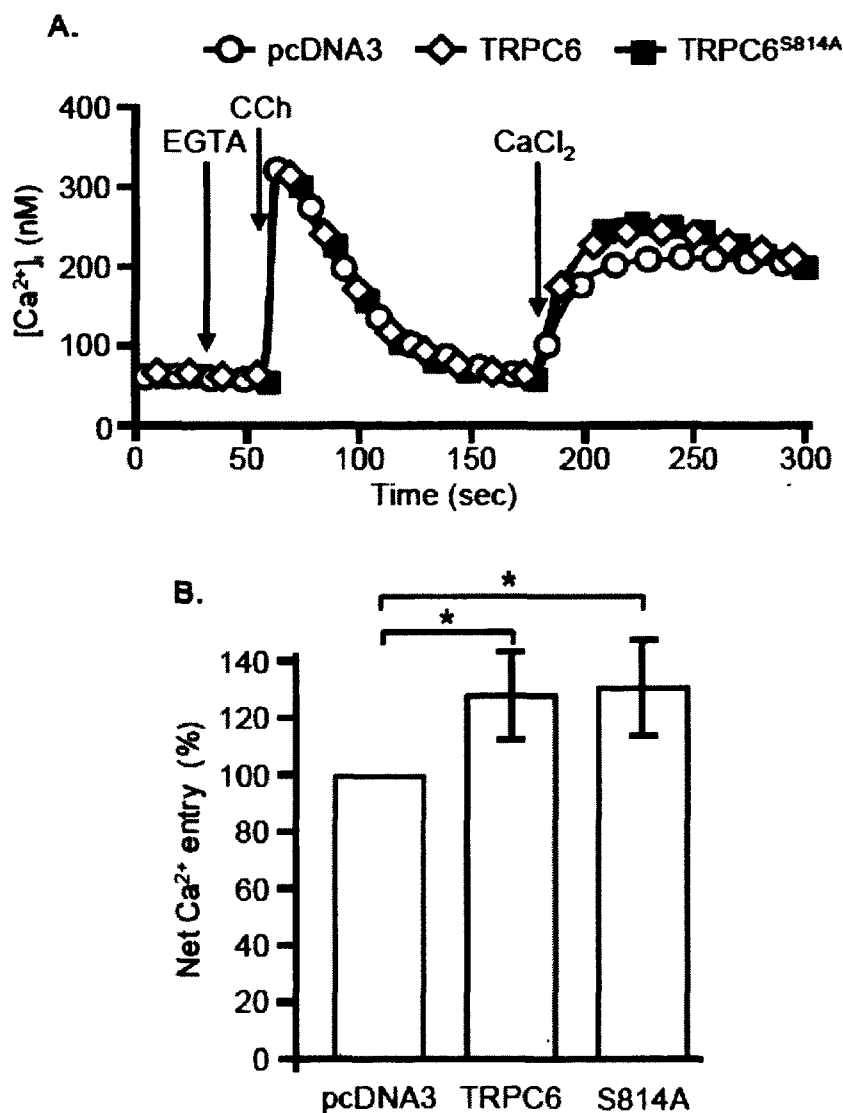 A.
pcDNA3 TRPC6 TRPC6S814A
400
300
200
100
0
[Ca2+]i (nM)
EGTA
CCh
CaCl2
0 50 100 150 200 250 300
Time (sec)
B.
*
*
140
120
100
80
60
40
20
0
Net Ca2+ entry (%)
pcDNA3 TRPC6 S814A